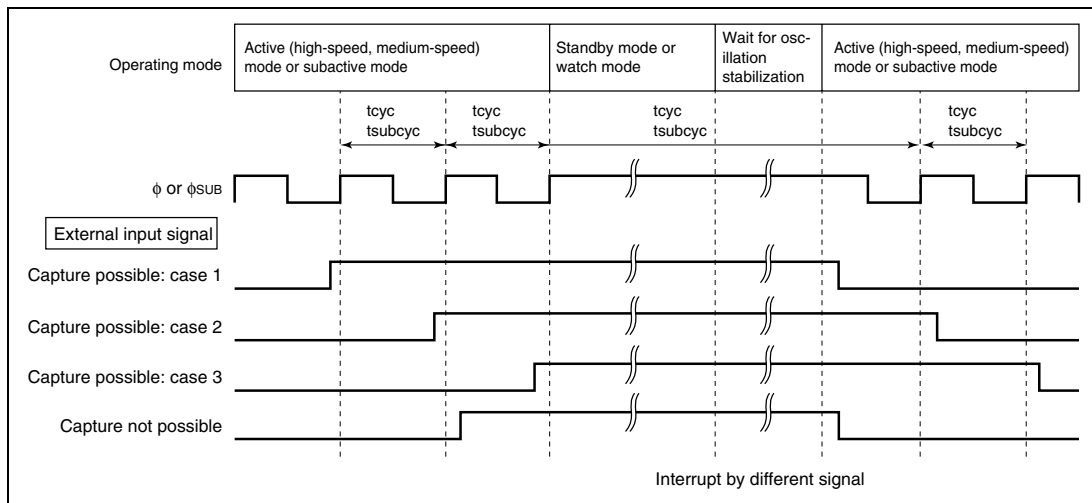 Operating mode
Active (high-speed, medium-speed)
mode or subactive mode
Standby mode or
watch mode
Wait for osc-
illation
stabilization
Active (high-speed, medium-speed)
mode or subactive mode
tcyc
tsubcyc
tcyc
tsubcyc
tcyc
tsubcyc
tcyc
tsubcyc
ϕ or ϕSUB
External input signal
Capture possible: case 1
Capture possible: case 2
Capture possible: case 3
Capture not possible
Interrupt by different signal